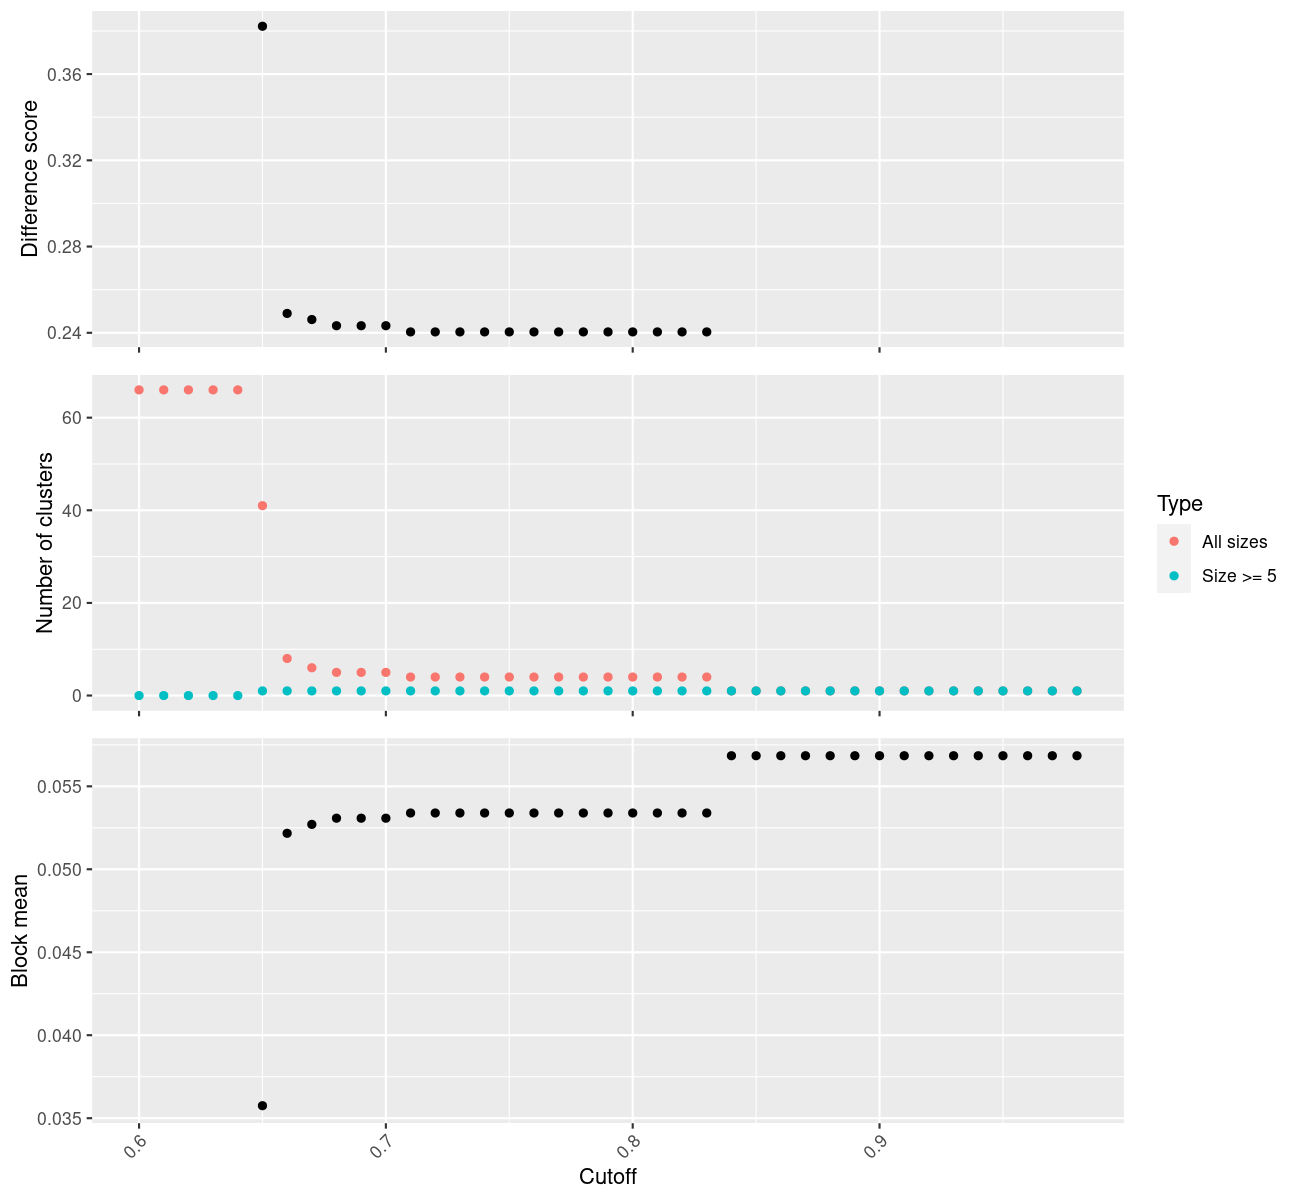 Difference score
0.36
0.32
0.28
0.24
Number of clusters
60
40
20
0
Type
All sizes
Size >= 5
Block mean
0.055
0.050
0.045
0.040
0.035
0.6
0.7
0.8
0.9
Cutoff